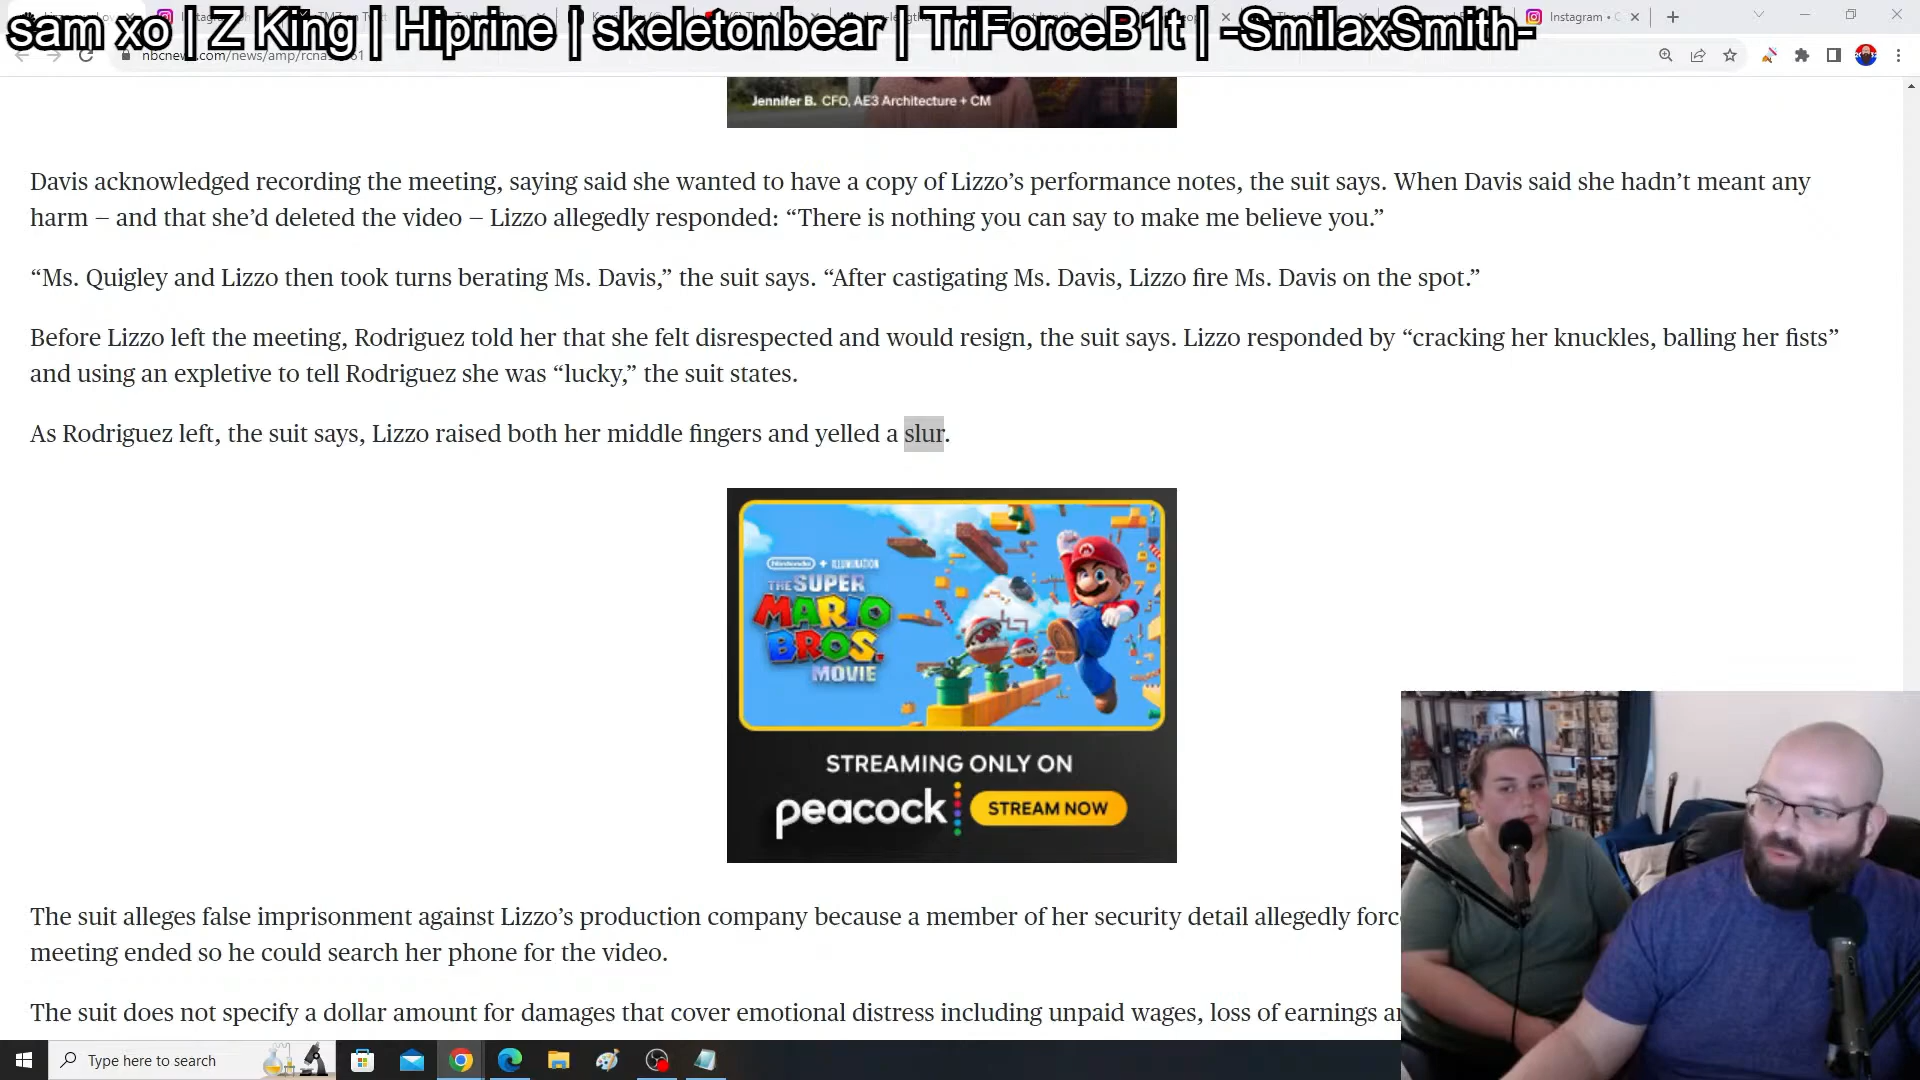 sam xo | Z King | Hiprine | skeletonbear | TriForceB1t | -SmilaxSmith-
Instagram • C
Jennifer B. CFO, AE3 Architecture + CM
Davis acknowledged recording the meeting, saying said she wanted to have a copy of Lizzo’s performance notes, the suit says. When Davis said she hadn’t meant any
harm — and that she’d deleted the video — Lizzo allegedly responded: “There is nothing you can say to make me believe you.”
“Ms. Quigley and Lizzo then took turns berating Ms. Davis,” the suit says. “After castigating Ms. Davis, Lizzo fire Ms. Davis on the spot.”
Before Lizzo left the meeting, Rodriguez told her that she felt disrespected and would resign, the suit says. Lizzo responded by “cracking her knuckles, balling her fists”
and using an expletive to tell Rodriguez she was “lucky,” the suit states.
As Rodriguez left, the suit says, Lizzo raised both her middle fingers and yelled a slur.
Nintendo + ILLUMINATION
THE SUPER
MARIO
BROS.
MOVIE
STREAMING ONLY ON
peacock
STREAM NOW
The suit alleges false imprisonment against Lizzo’s production company because a member of her security detail allegedly forc
meeting ended so he could search her phone for the video.
The suit does not specify a dollar amount for damages that cover emotional distress including unpaid wages, loss of earnings
Type here to search